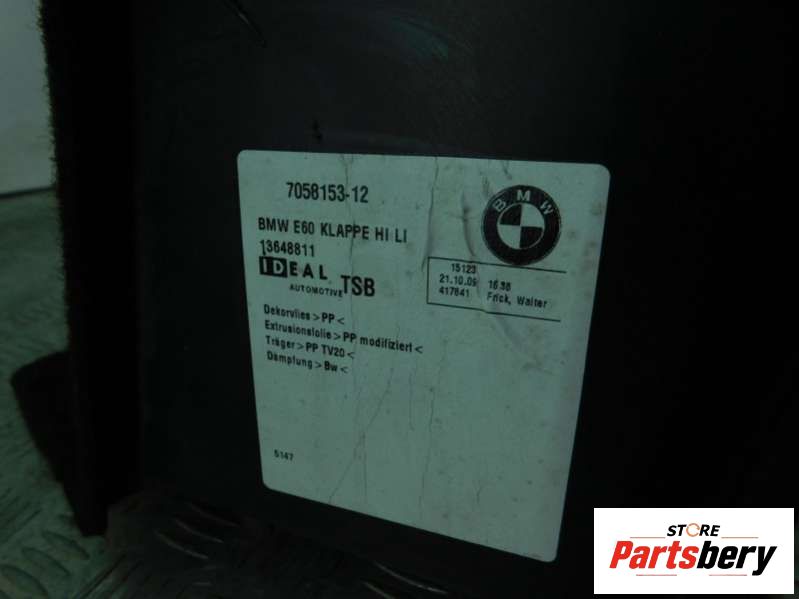 7058153-12
BMW
BMW E60 KLAPPE HI LI
13648811
IDEAL
AUTOMOTIVE TSB
15123
21.10.09 16:38
417841 Frick, Walter
Dekorvlies >PP<
Extrusionsfolie >PP modifiziert<
Träger >PP TV20<
Dämpfung >Bw<
5147
STORE
Partsbery